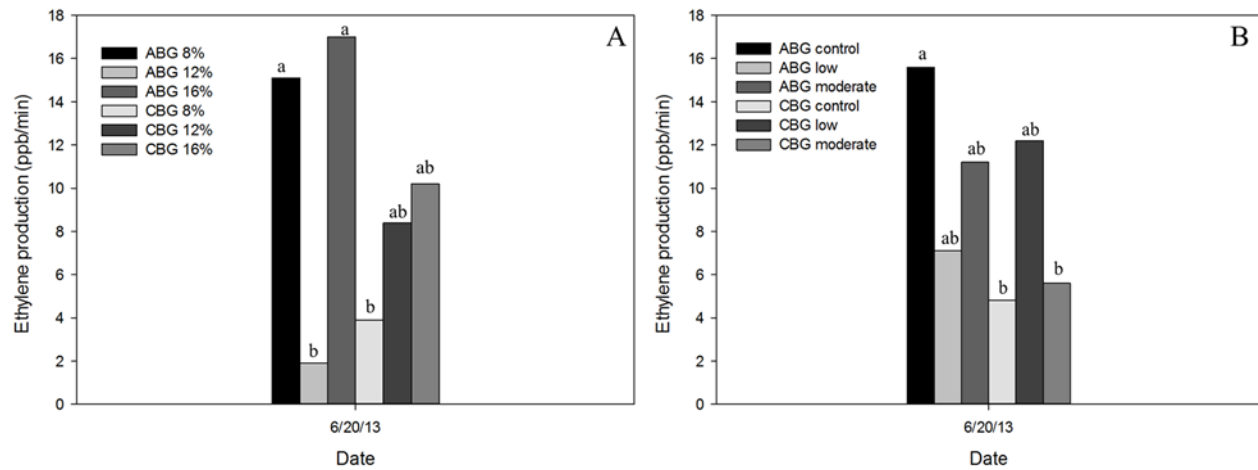 A
Ethylene production (ppb/min)
18
16
14
12
10
8
6
4
2
0
ABG 8%
ABG 12%
ABG 16%
CBG 8%
CBG 12%
CBG 16%
a
b
a
b
ab
ab
6/20/13
Date
B
Ethylene production (ppb/min)
18
16
14
12
10
8
6
4
2
0
ABG control
ABG low
ABG moderate
CBG control
CBG low
CBG moderate
a
ab
ab
b
ab
b
6/20/13
Date